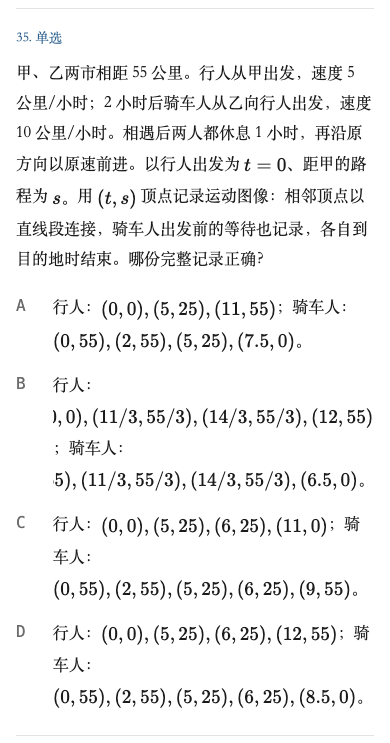 35. 单选
甲、乙两市相距 55 公里。行人从甲出发，速度 5
公里/小时；2 小时后骑车人从乙向行人出发，速度
10 公里/小时。相遇后两人都休息 1 小时，再沿原
方向以原速前进。以行人出发为 t = 0、距甲的路
程为 s。用 (t, s) 顶点记录运动图像：相邻顶点以
直线段连接，骑车人出发前的等待也记录，各自到
目的地时结束。哪份完整记录正确？
A 行人：(0, 0), (5, 25), (11, 55)；骑车人：
(0, 55), (2, 55), (5, 25), (7.5, 0)。
B 行人：
), 0), (11/3, 55/3), (14/3, 55/3), (12, 55)
；骑车人：
5), (11/3, 55/3), (14/3, 55/3), (6.5, 0)。
C 行人：(0, 0), (5, 25), (6, 25), (11, 0)；骑
车人：
(0, 55), (2, 55), (5, 25), (6, 25), (9, 55)。
D 行人：(0, 0), (5, 25), (6, 25), (12, 55)；骑
车人：
(0, 55), (2, 55), (5, 25), (6, 25), (8.5, 0)。